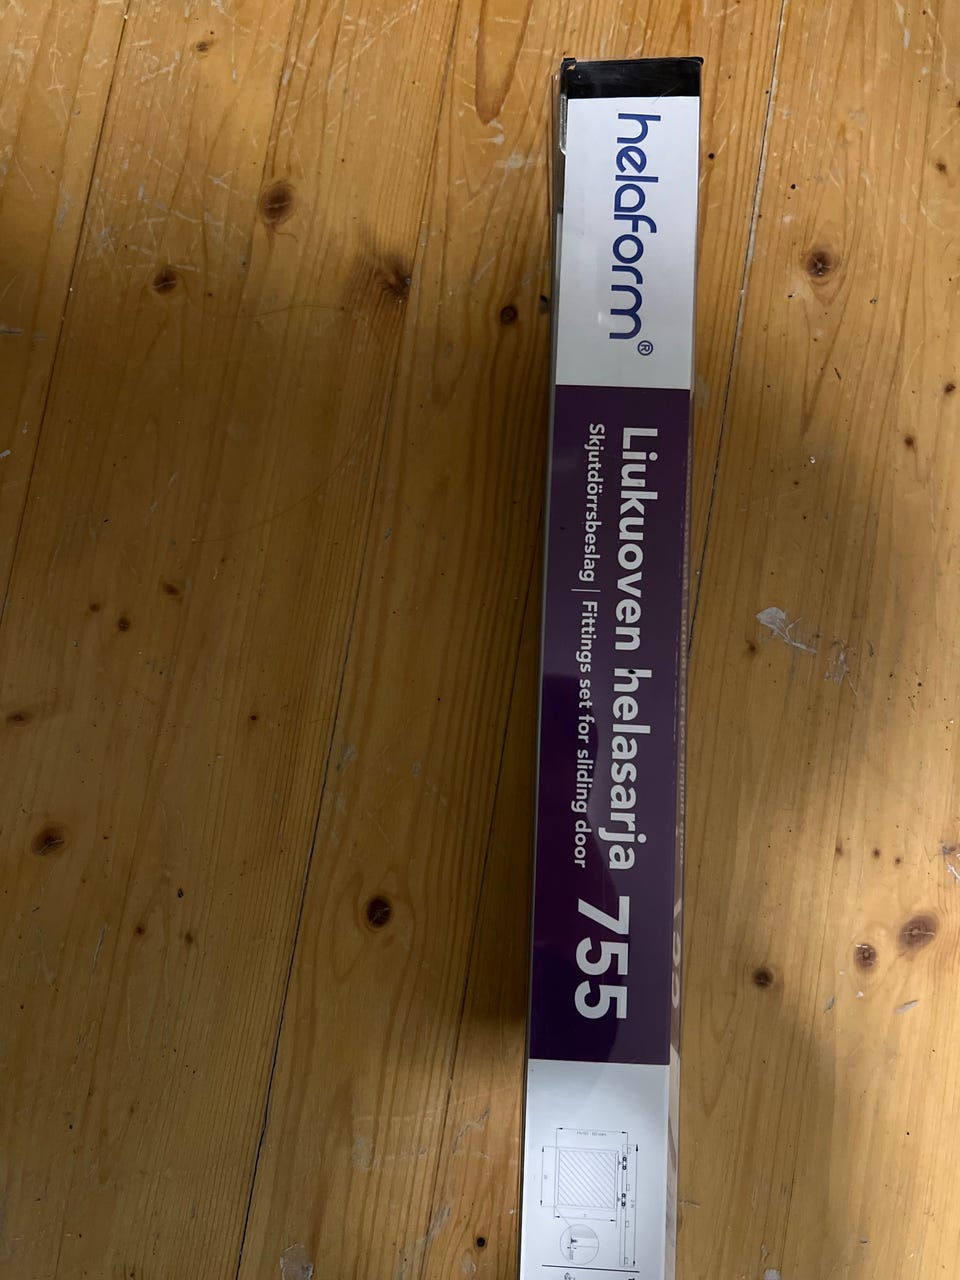 helaform®
Liukuoven helasarja 755
Skjutdörrsbeslag | Fittings set for sliding door